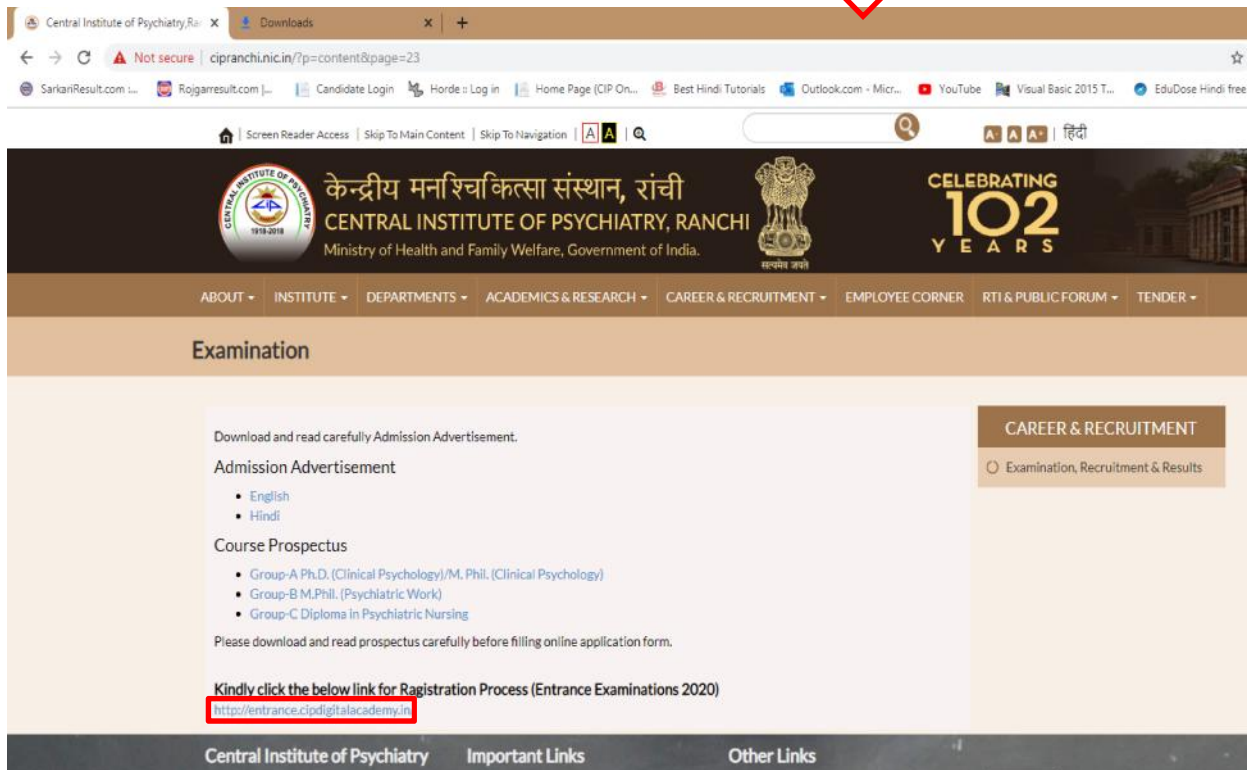 Central Institute of Psychiatry,Ra
Downloads
Not secure | cipranchi.nic.in/?p=content&page=23
SarkariResult.com :... Rojgarresult.com |... Candidate Login Horde :: Log in Home Page (CIP On... Best Hindi Tutorials Outlook.com - Micr... YouTube Visual Basic 2015 T... EduDose Hindi free
| Screen Reader Access | Skip To Main Content | Skip To Navigation | A A | A- A A+ | हिंदी
केन्द्रीय मनश्चिकित्सा संस्थान, रांची
CENTRAL INSTITUTE OF PSYCHIATRY, RANCHI
Ministry of Health and Family Welfare, Government of India.
CENTRAL INSTITUTE OF PSYCHIATRY
CIP
1918-2018
सत्यमेव जयते
CELEBRATING
102
YEARS
ABOUT INSTITUTE DEPARTMENTS ACADEMICS & RESEARCH CAREER & RECRUITMENT EMPLOYEE CORNER RTI & PUBLIC FORUM TENDER
Examination
Download and read carefully Admission Advertisement.
Admission Advertisement
English
Hindi
Course Prospectus
Group-A Ph.D. (Clinical Psychology)/M. Phil. (Clinical Psychology)
Group-B M.Phil. (Psychiatric Work)
Group-C Diploma in Psychiatric Nursing
Please download and read prospectus carefully before filling online application form.
Kindly click the below link for Ragistration Process (Entrance Examinations 2020)
http://entrance.cipdigitalacademy.in
CAREER & RECRUITMENT
Examination, Recruitment & Results
Central Institute of Psychiatry Important Links Other Links